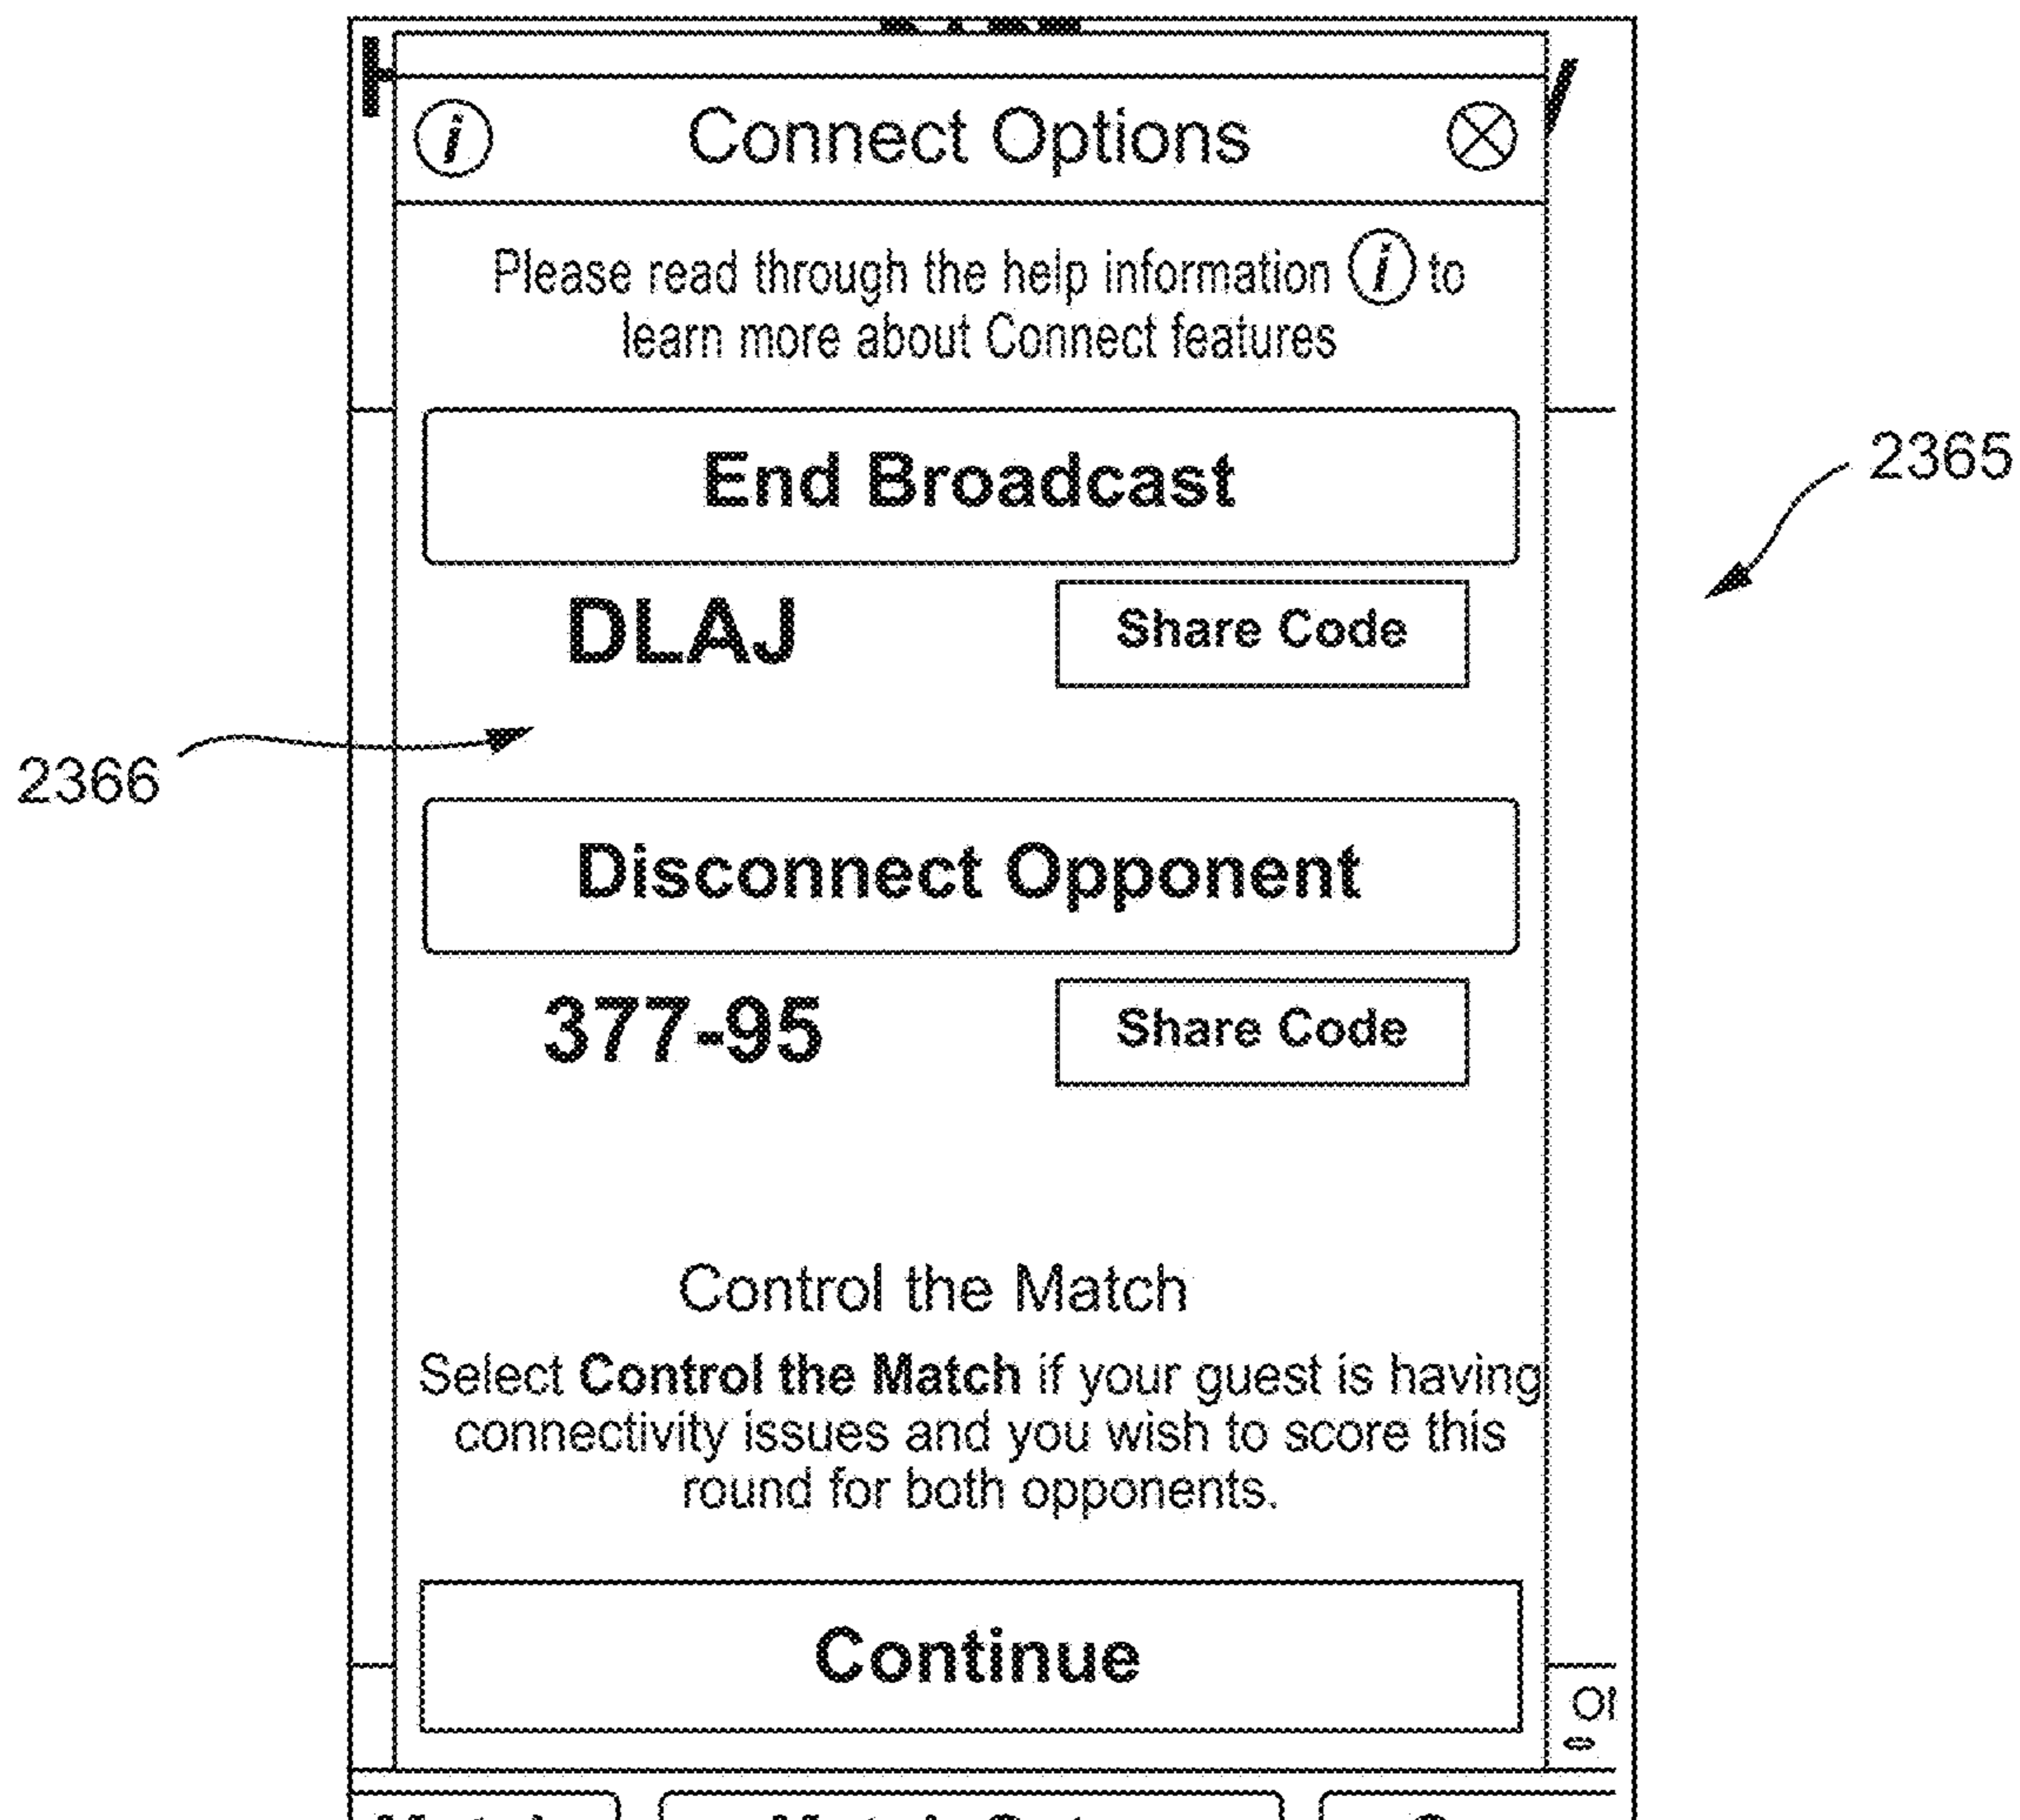 Connect Options
Please read through the help information i to
learn more about Connect features
End Broadcast
2365
DLAJ
Share Code
2366
Disconnect Opponent
377-95
Share Code
Control the Match
Select Control the Match if your guest is having
connectivity issues and you wish to score this
round for both opponents.
Continue